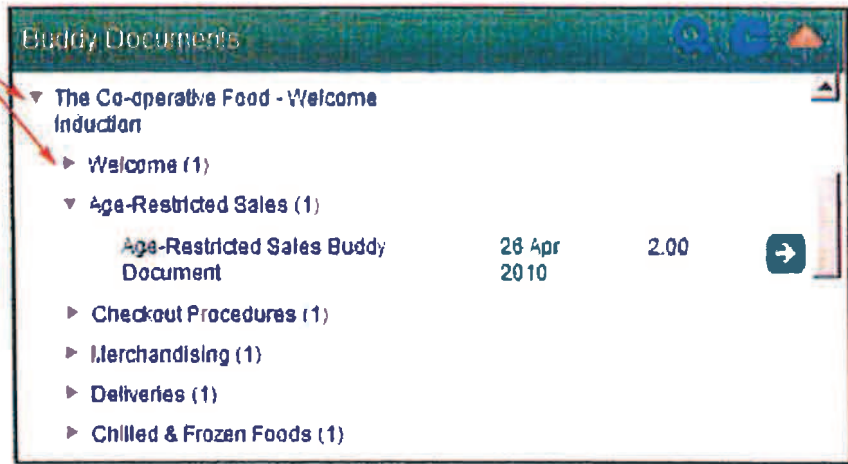 Buddy Documents
The Co-operative Food - Welcome
Induction
Welcome (1)
Age-Restricted Sales (1)
Age-Restricted Sales Buddy 26 Apr 2.00
Document 2010
Checkout Procedures (1)
Merchandising (1)
Deliveries (1)
Chilled & Frozen Foods (1)